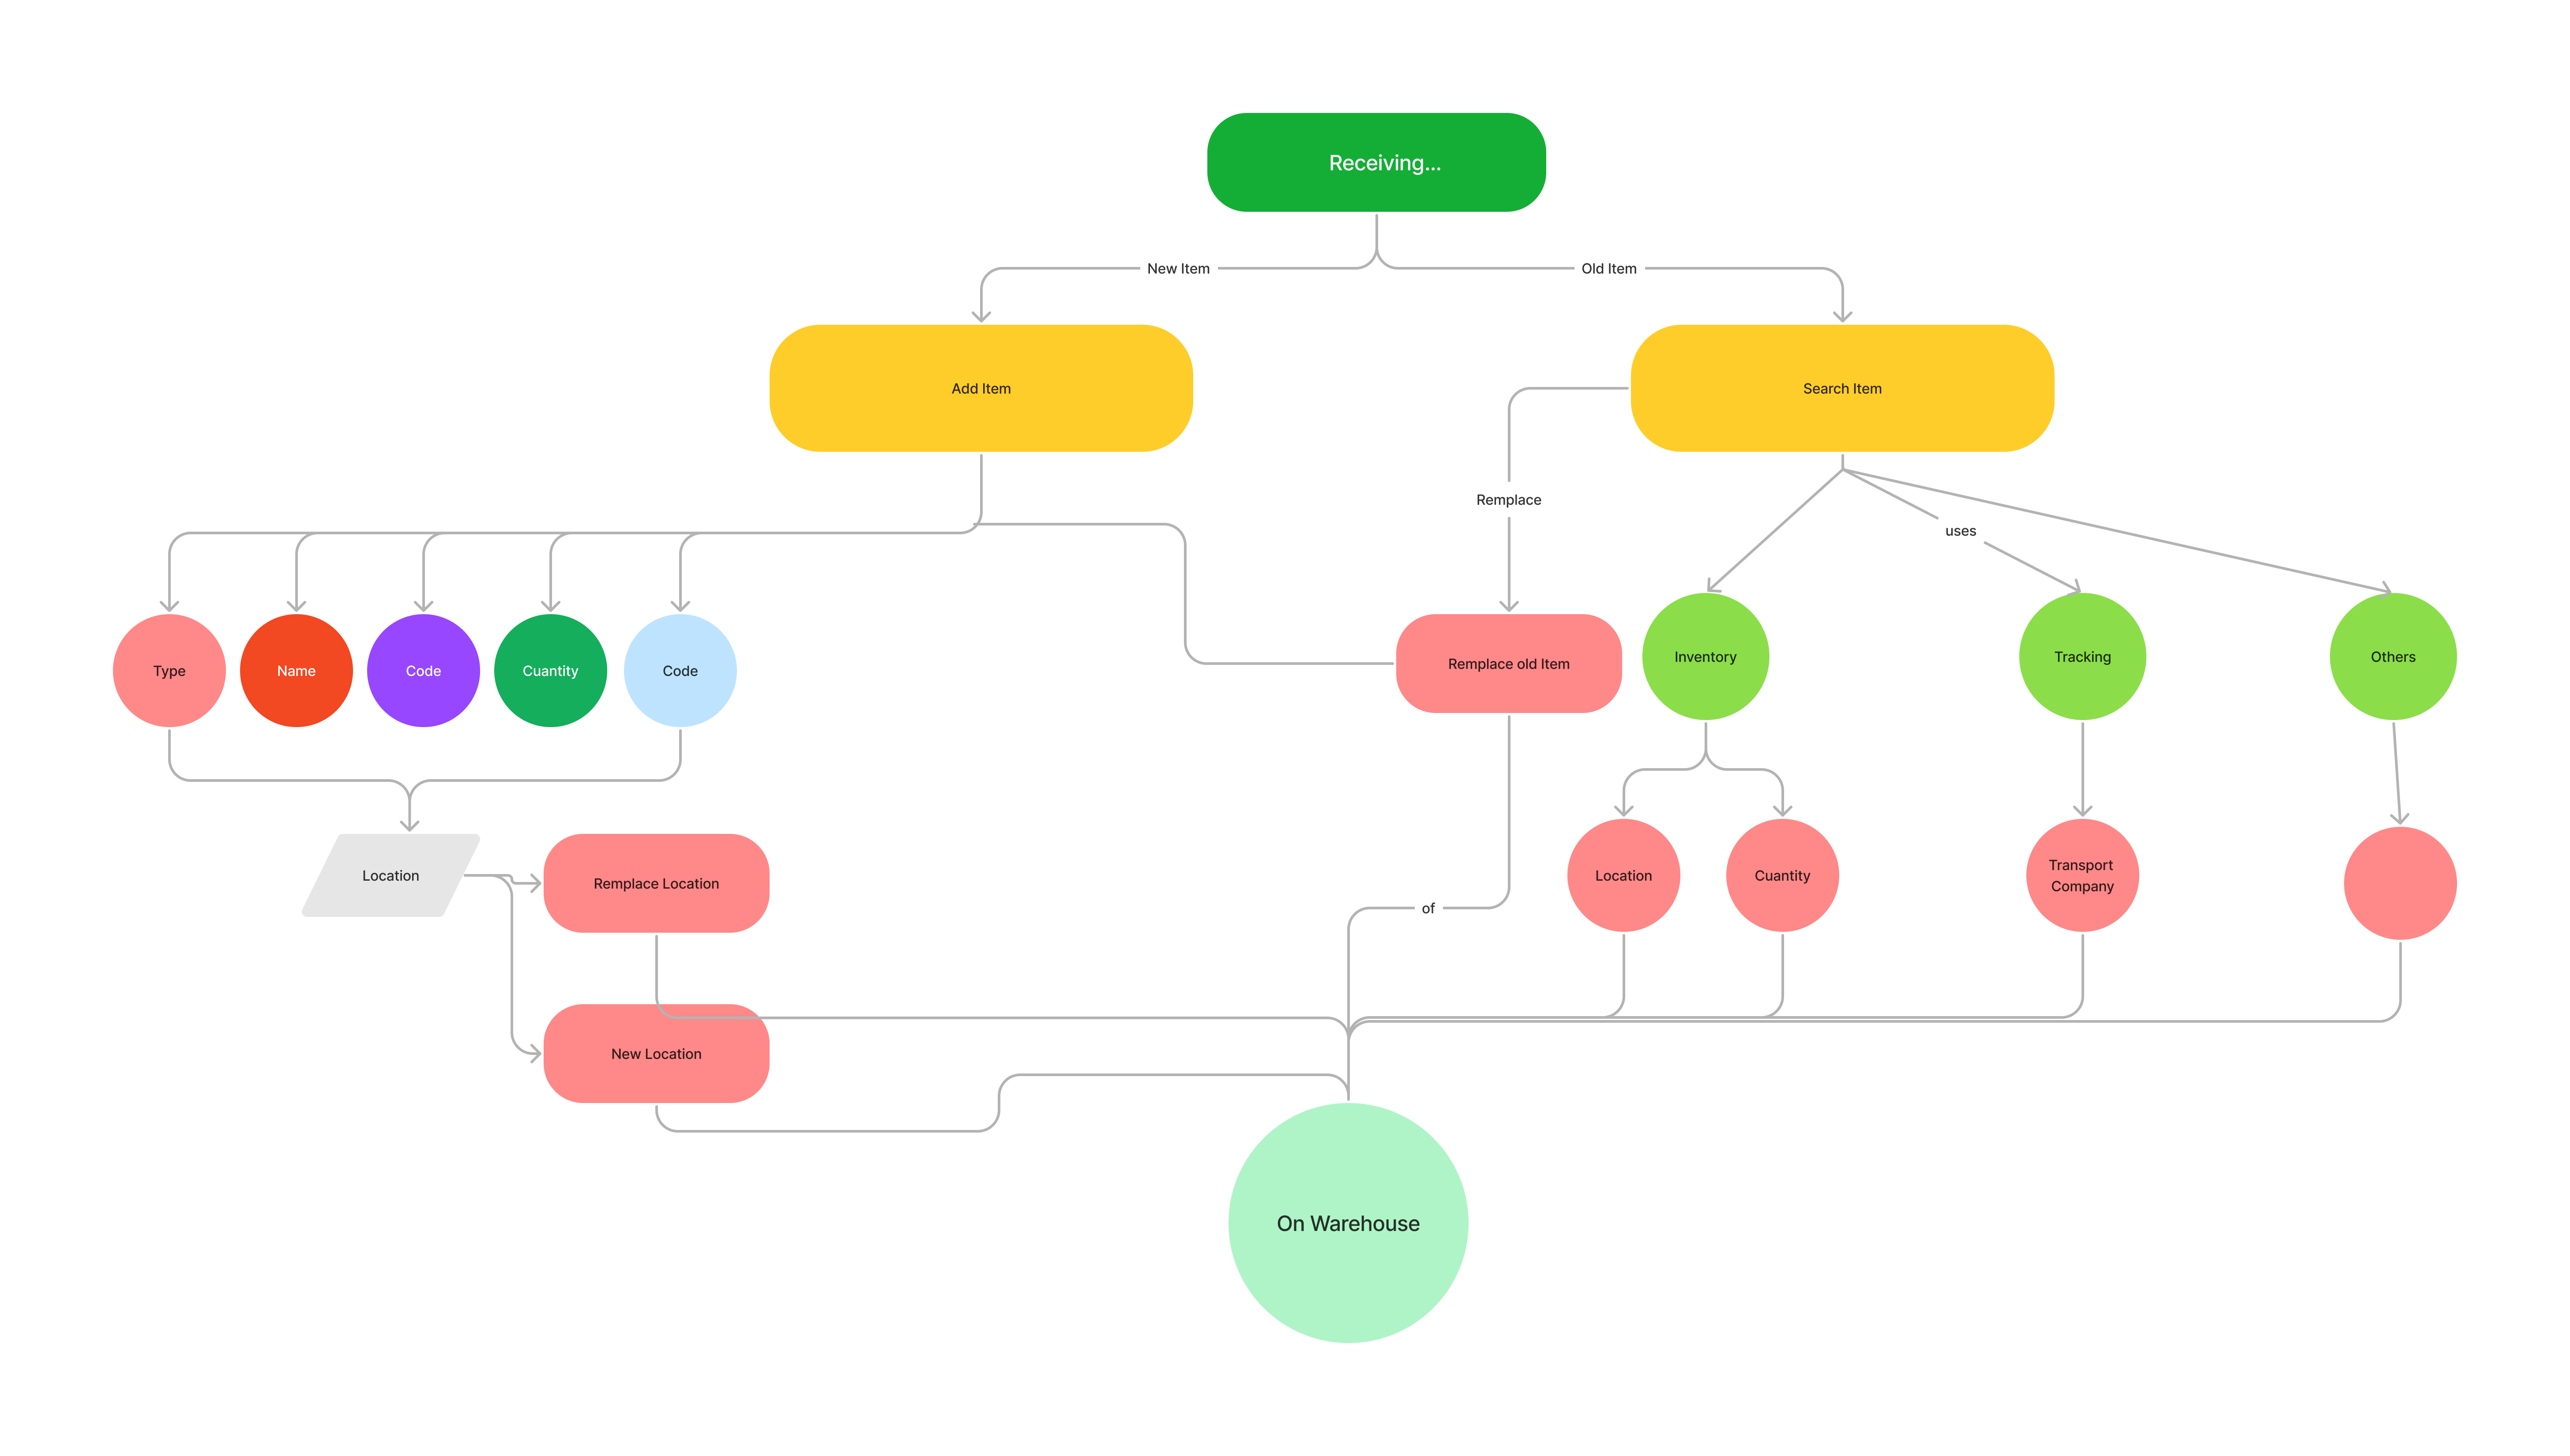 Receiving...
New Item
Old Item
Add Item
Search Item
Remplace
uses
Type
Name
Code
Cuantity
Code
Remplace old Item
Inventory
Tracking
Others
Location
Remplace Location
of
Location
Cuantity
Transport
Company
New Location
On Warehouse